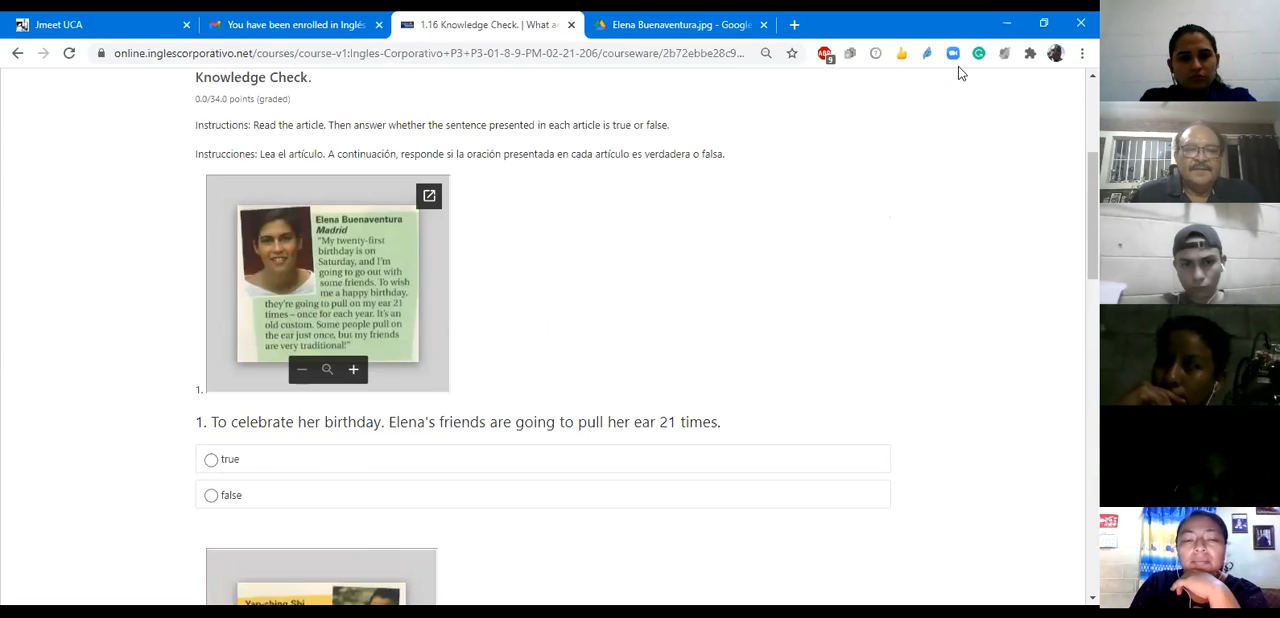 Jmeet UCA
You have been enrolled in Inglés
1.16 Knowledge Check. | What a
Elena Buenaventura.jpg - Google
online.inglescorporativo.net/courses/course-v1:Ingles-Corporativo+P3+P3-01-8-9-PM-02-21-206/courseware/2b72ebbe28c9...
ABP
9
Knowledge Check.
0.0/34.0 points (graded)
Instructions: Read the article. Then answer whether the sentence presented in each article is true or false.
Instrucciones: Lea el artículo. A continuación, responde si la oración presentada en cada artículo es verdadera o falsa.
Elena Buenaventura
Madrid
"My twenty-first
birthday is on
Saturday, and I'm
going to go out with
some friends. To wish
me a happy birthday,
they're going to pull on my ear 21
times – once for each year. It's an
old custom. Some people pull on
the ear just once, but my friends
are very traditional!"
1.
1. To celebrate her birthday. Elena's friends are going to pull her ear 21 times.
true
false
Yan-ching Shi